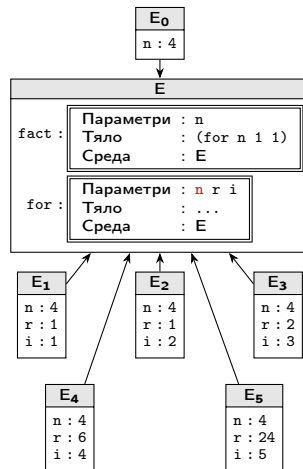 E₀
n : 4
E
fact :
Параметри : n
Тяло : (for n 1 1)
Среда : E
for :
Параметри : n r i
Тяло : ...
Среда : E
E₁
n : 4
r : 1
i : 1
E₂
n : 4
r : 1
i : 2
E₃
n : 4
r : 2
i : 3
E₄
n : 4
r : 6
i : 4
E₅
n : 4
r : 24
i : 5